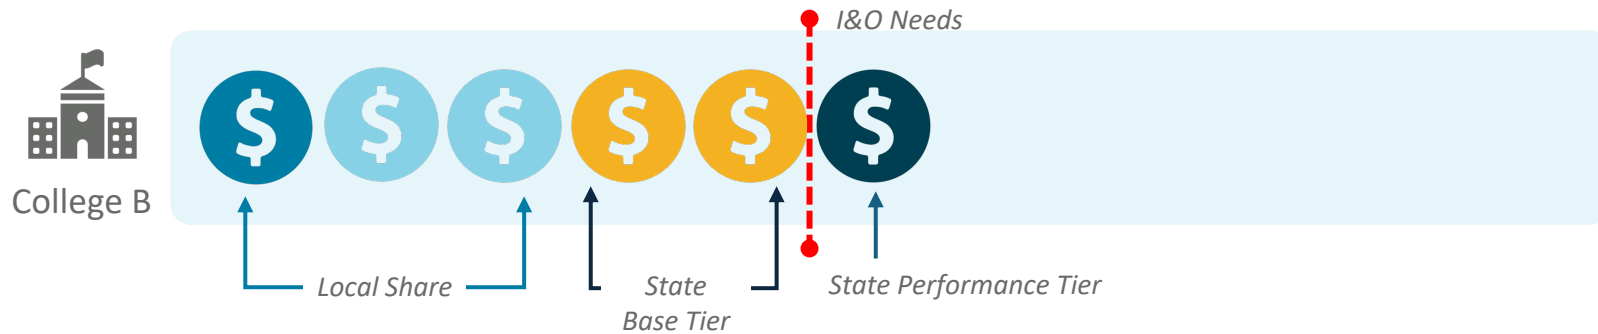 I&O Needs
$ $ $ $ $ $
College B
Local Share
State
Base Tier
State Performance Tier